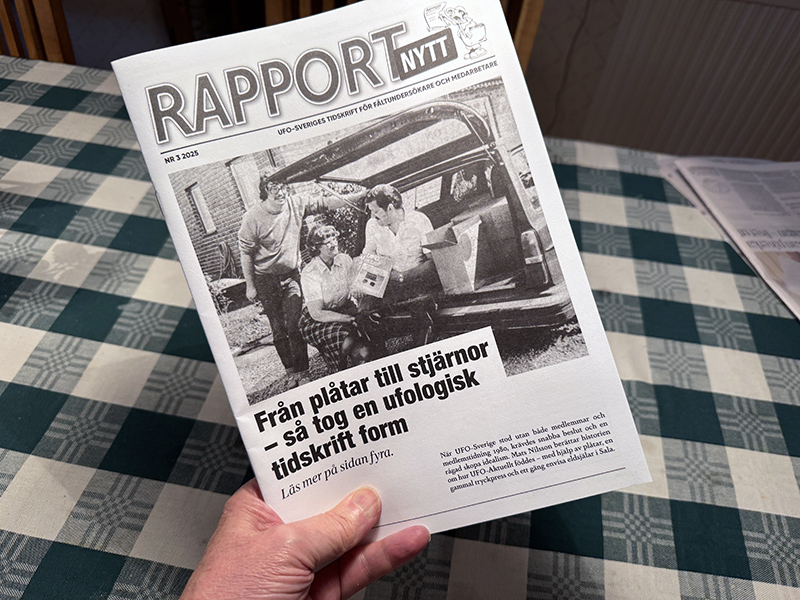 RAPPORT
NYTT
UFO-SVERIGES TIDSKRIFT FÖR FÄLTUNDERSÖKARE OCH MEDARBETARE
NR 3 2025
Från plåtar till stjärnor
– så tog en ufologisk
tidskrift form
Läs mer på sidan fyra.
När UFO-Sverige stod utan både medlemmar och
medlemstidning 1980, krävdes snabba beslut och en
rågad skopa idealism. Mats Nilsson berättar historien
om hur UFO-Aktuellt föddes – med hjälp av plåtar, en
gammal tryckpress och ett gäng envisa eldsjälar i Sala.